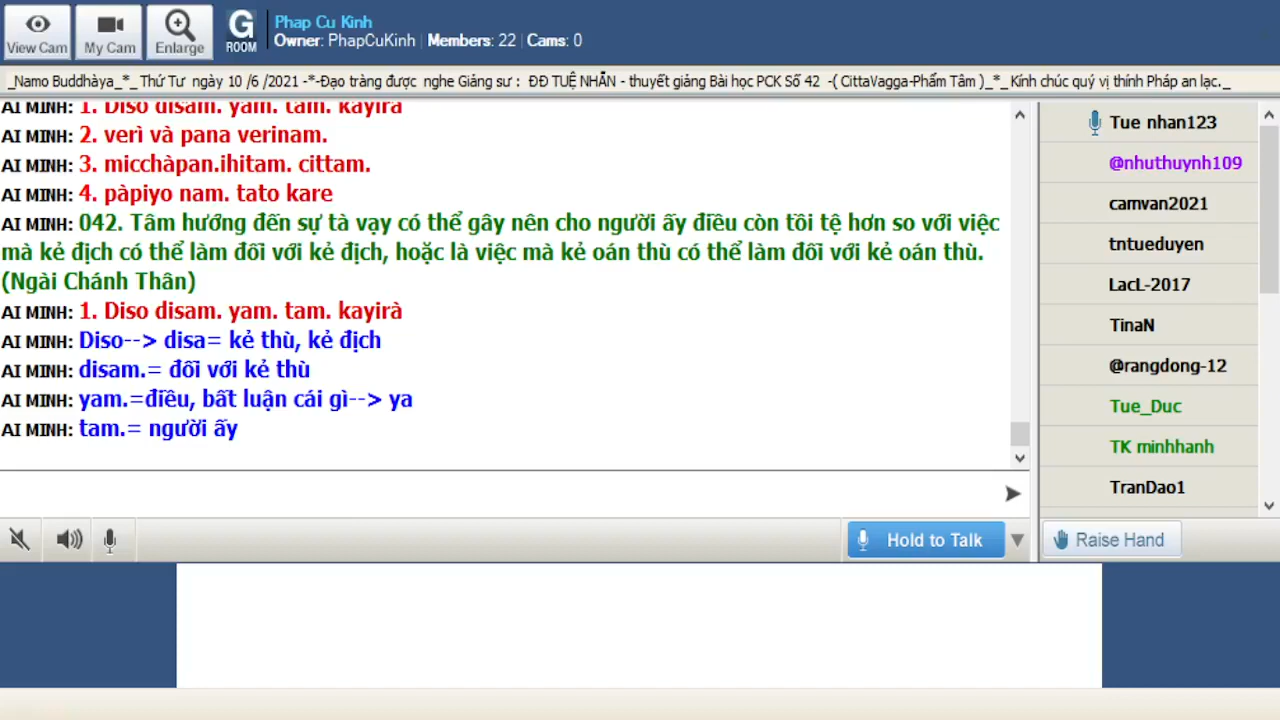 View Cam
My Cam
Enlarge
G
ROOM
Phap Cu Kinh
Owner: PhapCuKinh | Members: 22 | Cams: 0
_Namo Buddhàya_*_ Thứ Tư ngày 10 /6 /2021 -*-Đạo tràng được nghe Giảng sư : ĐĐ TUỆ NHẪN - thuyết giảng Bài học PCK Số 42 -( CittaVagga-Phẩm Tâm )_*_ Kính chúc quý vị thính Pháp an lạc._
AI MINH: 1. Diso disam. yam. tam. kayirà
AI MINH: 2. verì và pana verinam.
AI MINH: 3. micchàpan.ihitam. cittam.
AI MINH: 4. pàpiyo nam. tato kare
AI MINH: 042. Tâm hướng đến sự tà vạy có thể gây nên cho người ấy điều còn tồi tệ hơn so với việc
mà kẻ địch có thể làm đối với kẻ địch, hoặc là việc mà kẻ oán thù có thể làm đối với kẻ oán thù.
(Ngài Chánh Thân)
AI MINH: 1. Diso disam. yam. tam. kayirà
AI MINH: Diso--> disa= kẻ thù, kẻ địch
AI MINH: disam.= đối với kẻ thù
AI MINH: yam.=điều, bất luận cái gì--> ya
AI MINH: tam.= người ấy
Tue nhan123
@nhuthuynh109
camvan2021
tntueduyen
LacL-2017
TinaN
@rangdong-12
Tue_Duc
TK minhhanh
TranDao1
Hold to Talk
Raise Hand